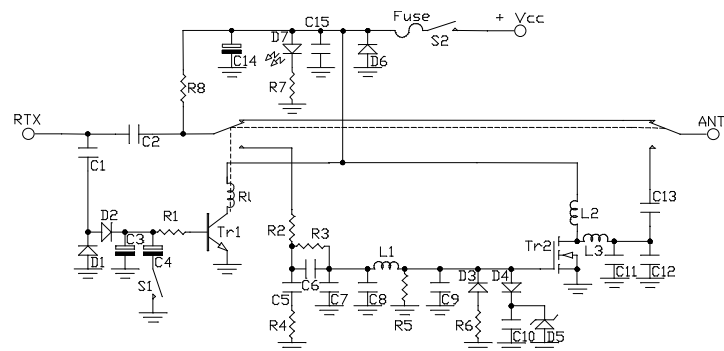 Fuse
+ Vcc
S2
D7
C15
C14
R7
D6
R8
RTX
C2
ANT
C1
Rl
C13
D2
R1
Tr1
R2
R3
L2
C3
C4
D1
S1
L1
Tr2
L3
C11
C12
C6
C5
C7
C8
C9
D3
D4
R4
R5
R6
C10
D5